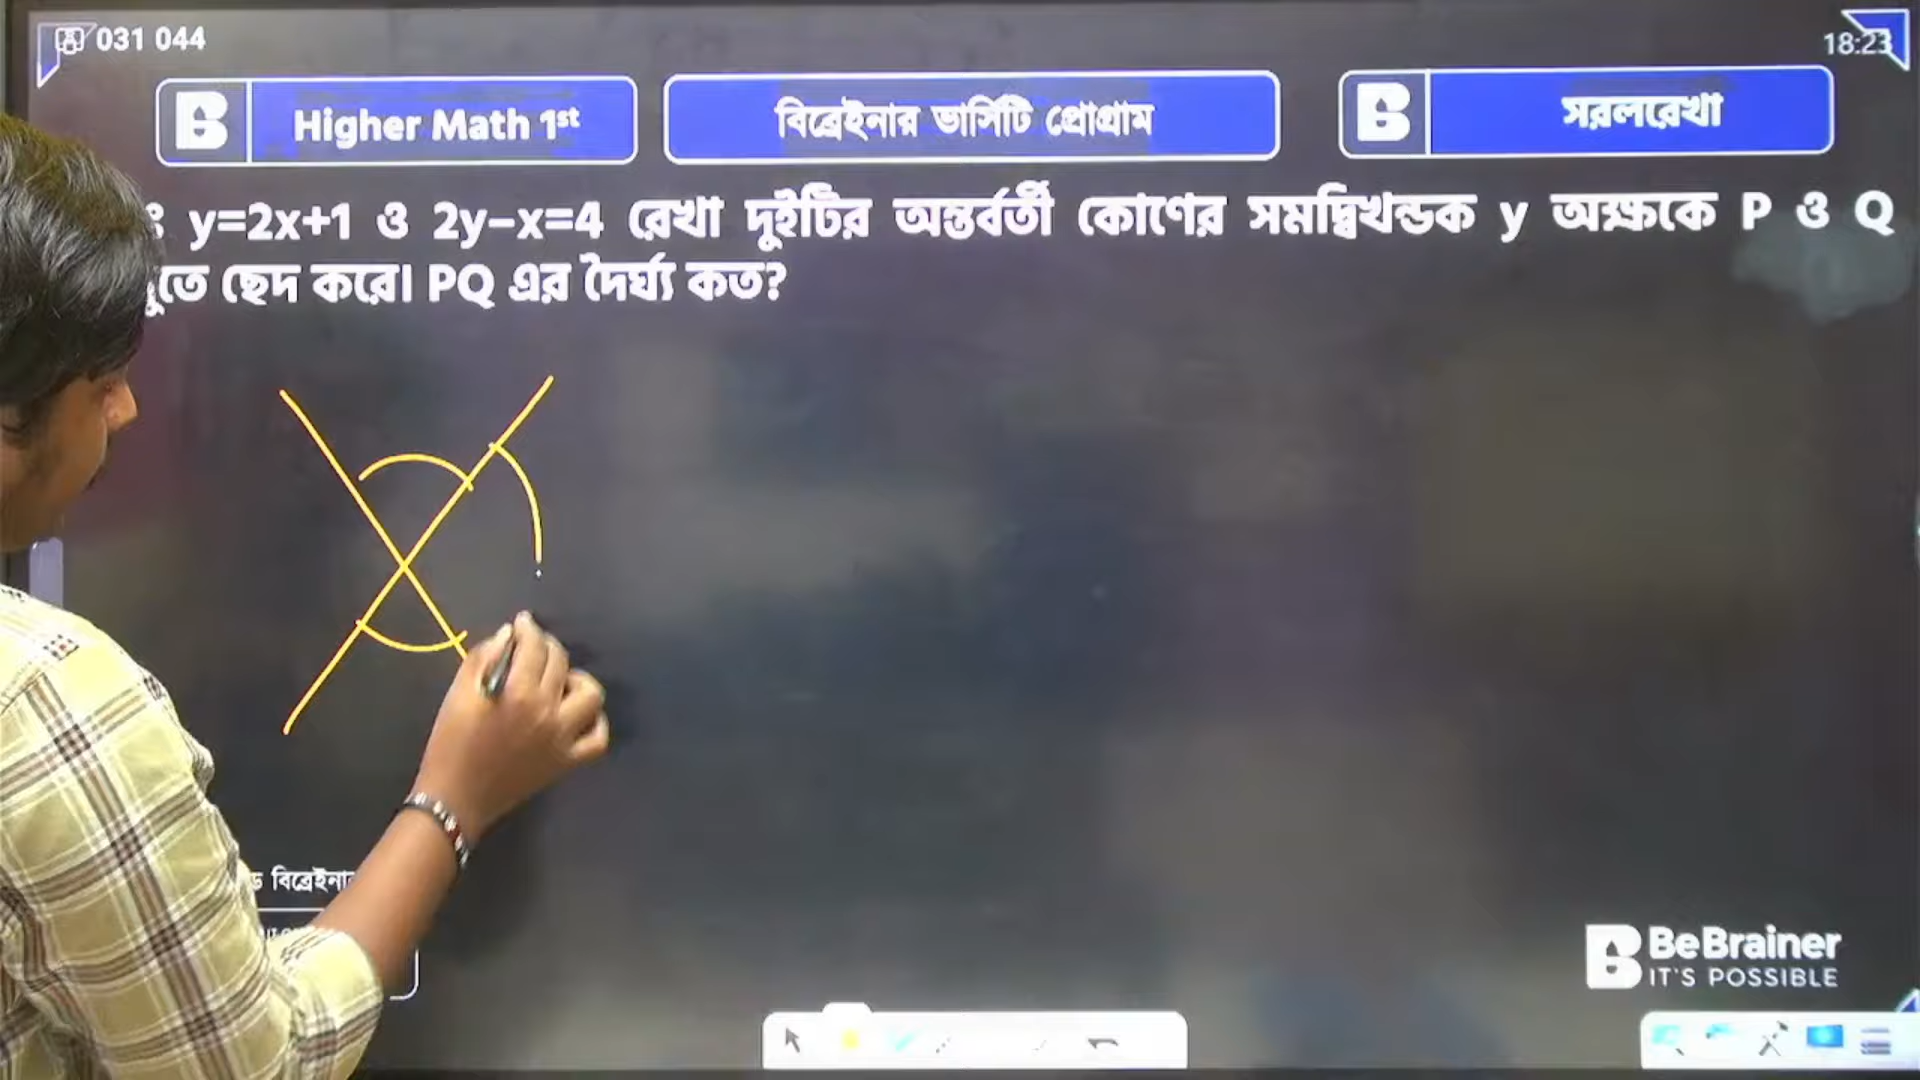 031 044
18:23
Higher Math 1st
বিব্রেইনার ভার্সিটি প্রোগ্রাম
সরলরেখা
y=2x+1 ও 2y-x=4 রেখা দুইটির অন্তর্বর্তী কোণের সমদ্বিখন্ডক y অক্ষকে P ও Q
ছেদ করে। PQ এর দৈর্ঘ্য কত?
বিব্রেইনার
BeBrainer
IT'S POSSIBLE